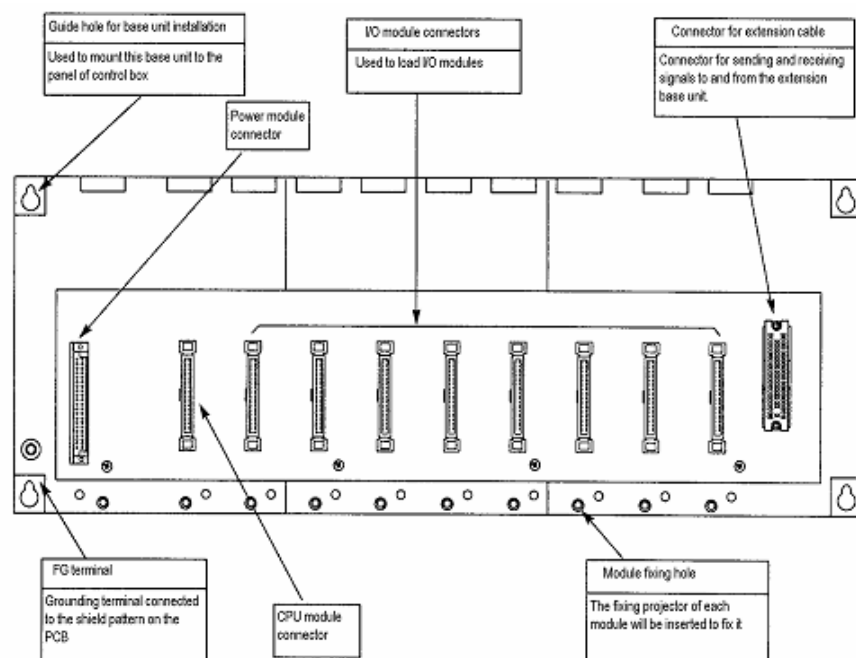 Guide hole for base unit installation
Used to mount this base unit to the
panel of control box
I/O module connectors
Used to load I/O modules
Connector for extension cable
Connector for sending and receiving
signals to and from the extension
base unit.
Power module
connector
FG terminal
Grounding terminal connected
to the shield pattern on the
PCB
CPU module
connector
Module fixing hole
The fixing projector of each
module will be inserted to fix it